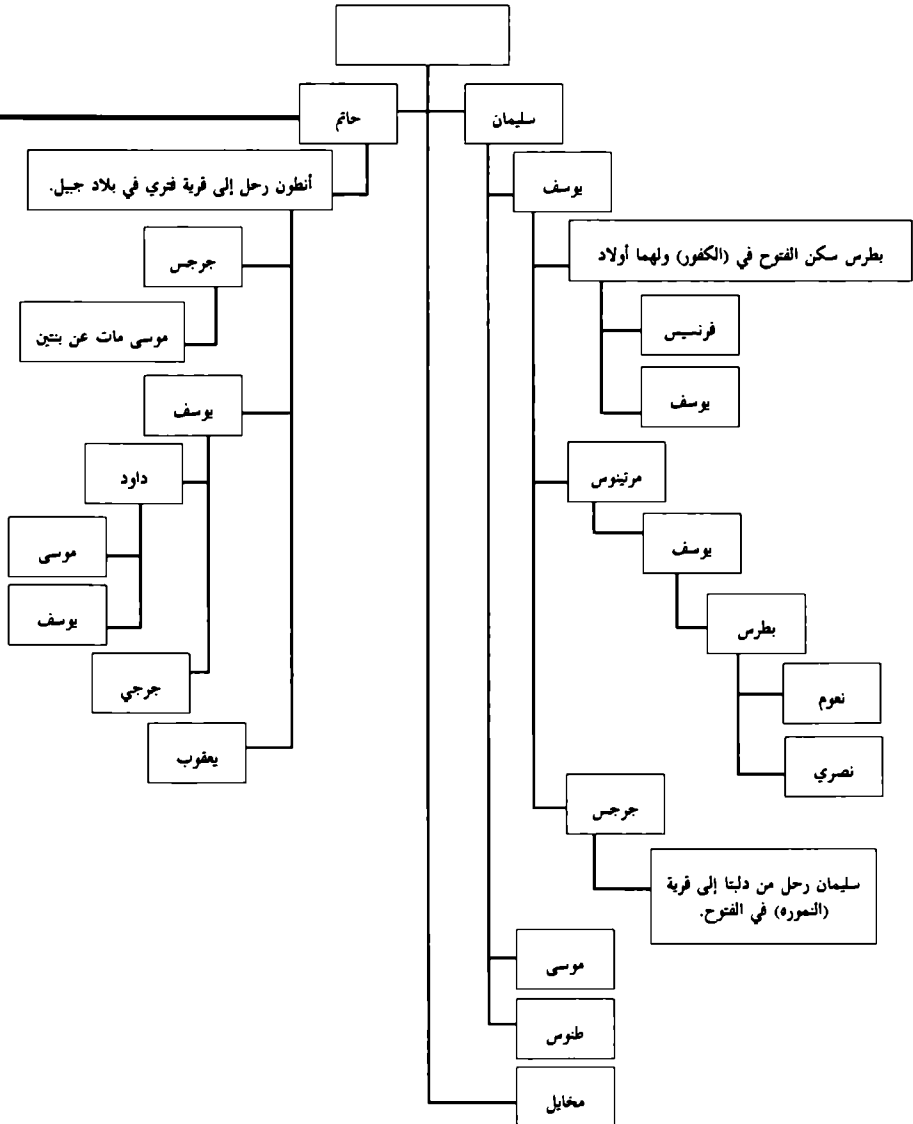 سليمان
حاتم
يوسف
أنطون رحل إلى قرية فتري في بلاد جبيل.
بطرس سكن الفتوح في (الكفور) ولهما أولاد
جرجس
فرنسيس
موسى مات عن بنتين
يوسف
يوسف
داود
مرتينوس
يوسف
موسى
يوسف
بطرس
جرجي
نعوم
يعقوب
نصري
جرجس
سليمان رحل من دلبتا إلى قرية
(النموره) في الفتوح.
موسى
طنوس
مخايل